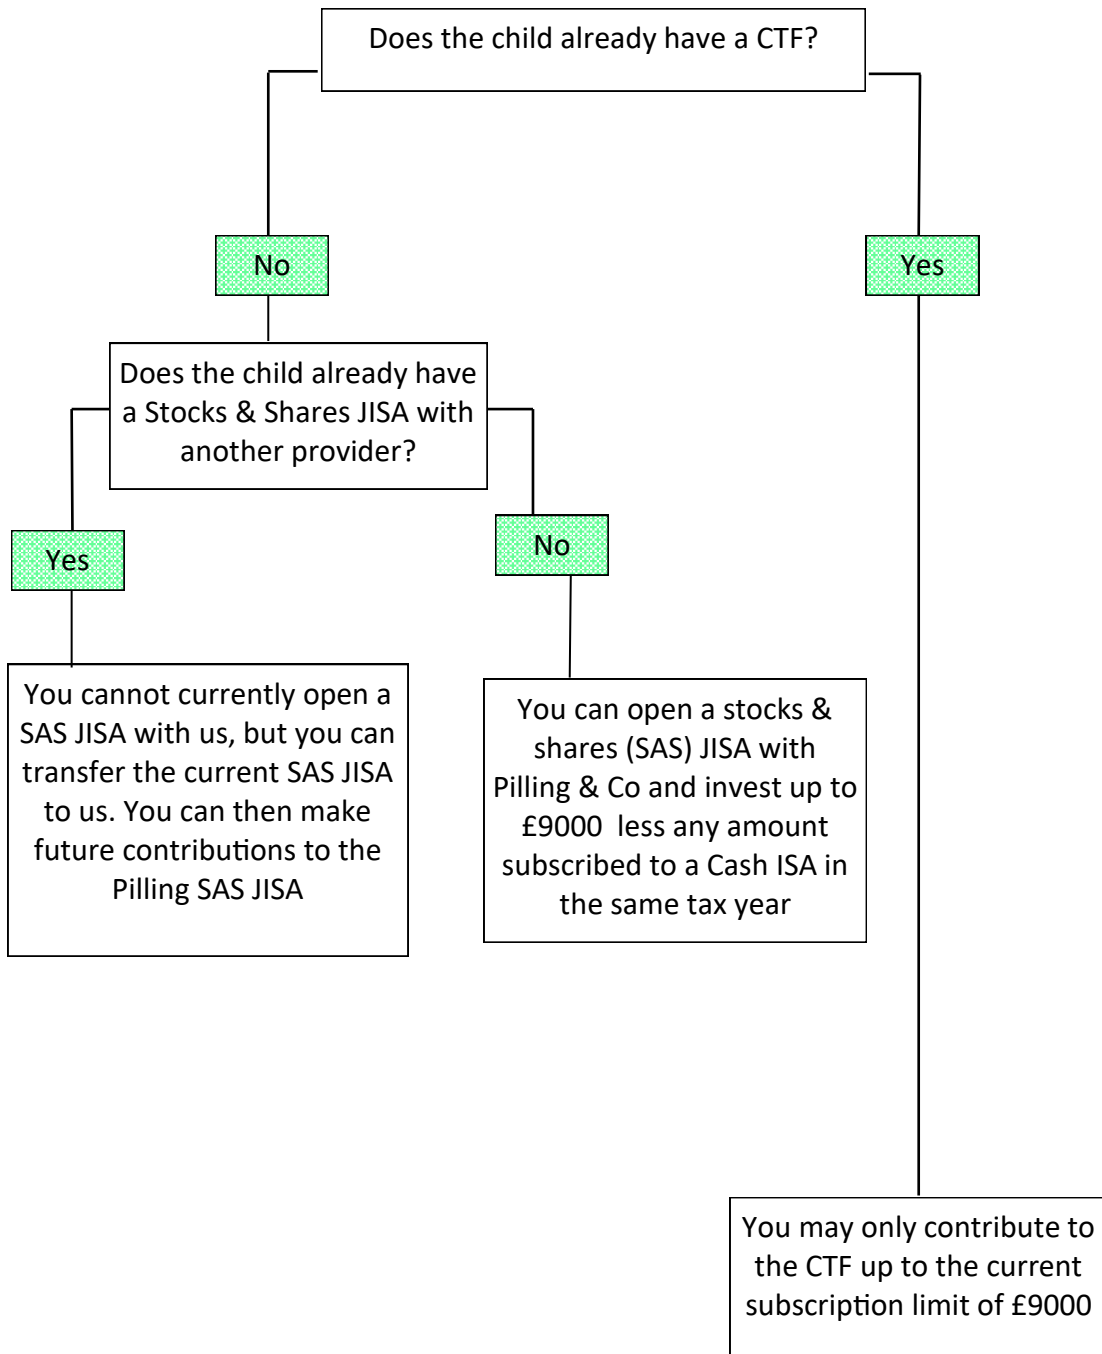 Does the child already have a CTF?
No
Yes
Does the child already have
a Stocks & Shares JISA with
another provider?
Yes
No
You cannot currently open a
SAS JISA with us, but you can
transfer the current SAS JISA
to us. You can then make
future contributions to the
Pilling SAS JISA
You can open a stocks &
shares (SAS) JISA with
Pilling & Co and invest up to
£9000  less any amount
subscribed to a Cash ISA in
the same tax year
You may only contribute to
the CTF up to the current
subscription limit of £9000